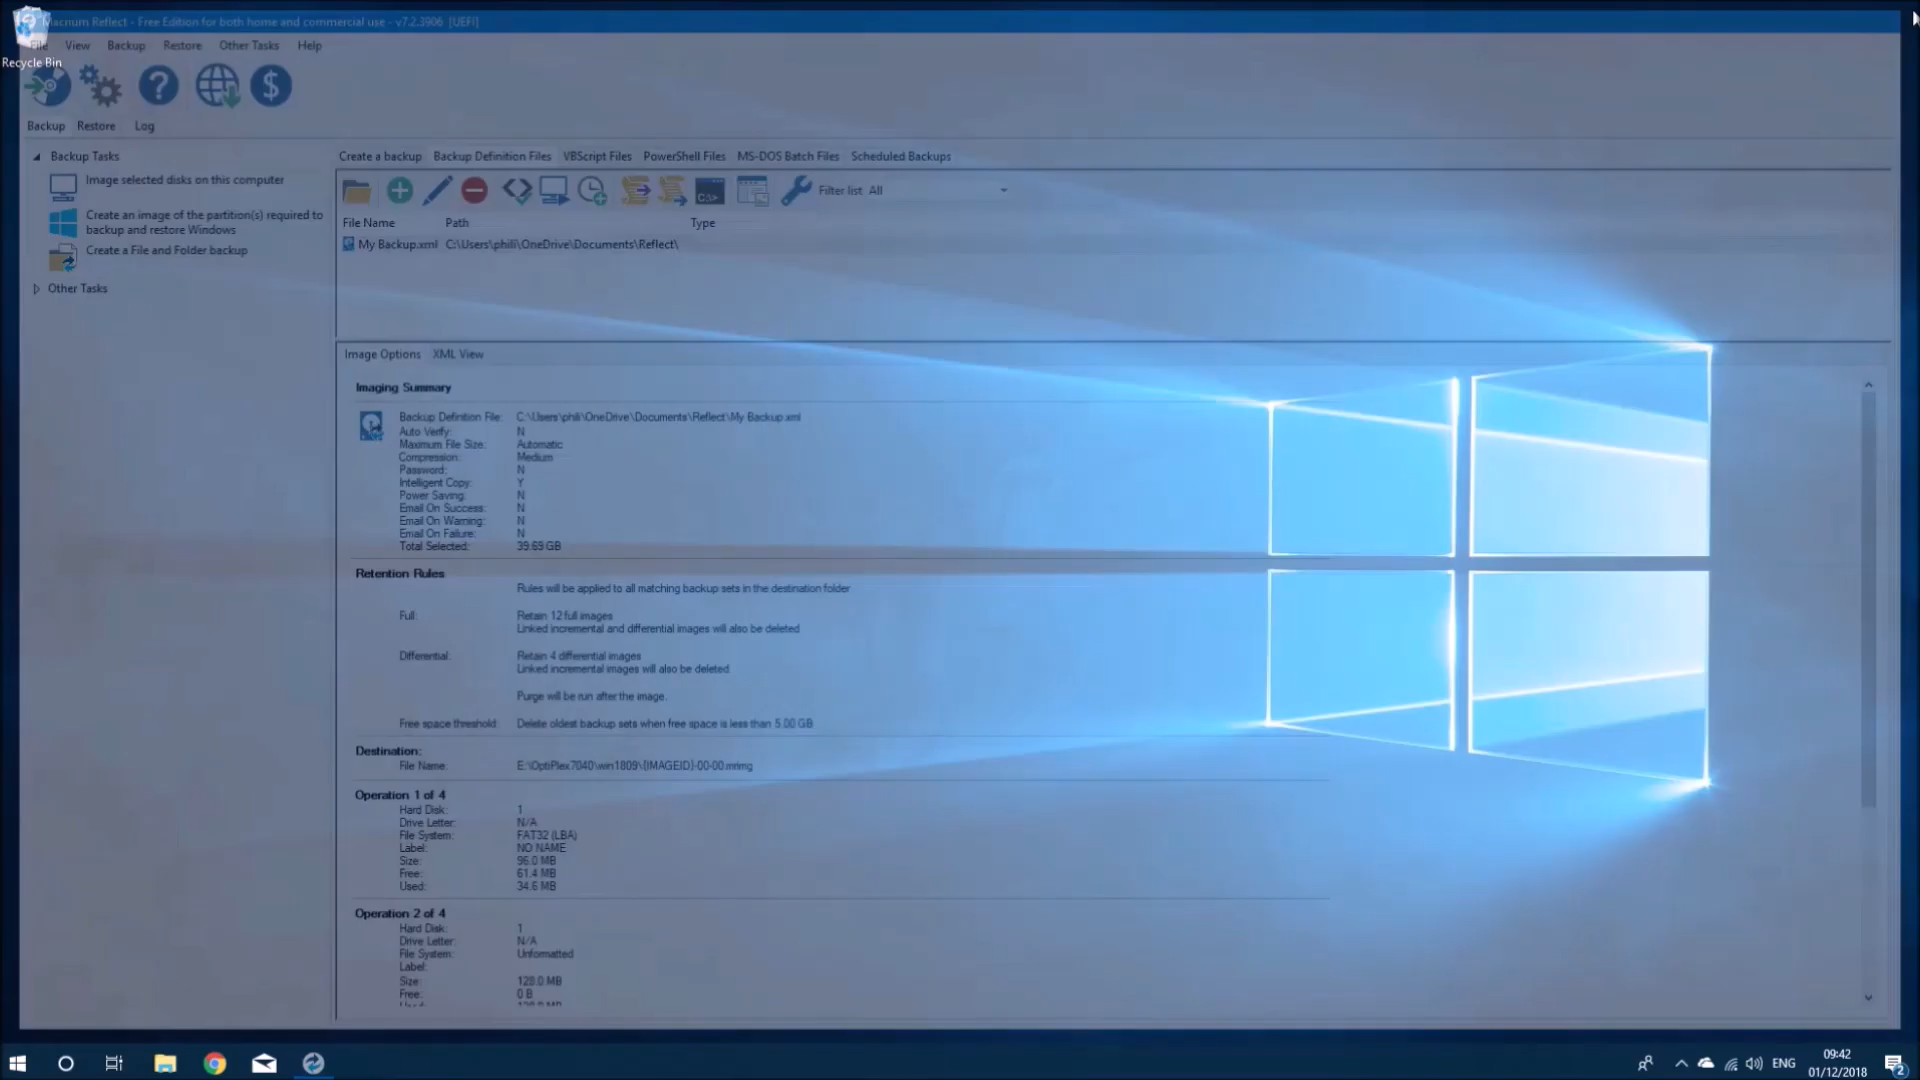 Macrium Reflect - Free Edition for both home and commercial use - v7.2.3906 [UEFI]
File View Backup Restore Other Tasks Help
Recycle Bin
Backup Restore Log
Backup Tasks
Image selected disks on this computer
Create an image of the partition(s) required to
backup and restore Windows
Create a File and Folder backup
Other Tasks
Create a backup Backup Definition Files VBScript Files PowerShell Files MS-DOS Batch Files Scheduled Backups
C:\>
Filter list All
File Name Path Type
My Backup.xml C:\Users\phili\OneDrive\Documents\Reflect\
Image Options XML View
Imaging Summary
Backup Definition File: C:\Users\phili\OneDrive\Documents\Reflect\My Backup.xml
Auto Verify: N
Maximum File Size: Automatic
Compression: Medium
Password: N
Intelligent Copy: Y
Power Saving: N
Email On Success: N
Email On Warning: N
Email On Failure: N
Total Selected: 39.69 GB
Retention Rules
Rules will be applied to all matching backup sets in the destination folder
Full: Retain 12 full images
Linked incremental and differential images will also be deleted
Differential: Retain 4 differential images
Linked incremental images will also be deleted
Purge will be run after the image.
Free space threshold: Delete oldest backup sets when free space is less than 5.00 GB
Destination:
File Name: E:\OptiPlex7040\win1809\{IMAGEID}-00-00.mrimg
Operation 1 of 4
Hard Disk: 1
Drive Letter: N/A
File System: FAT32 (LBA)
Label: NO NAME
Size: 96.0 MB
Free: 61.4 MB
Used: 34.6 MB
Operation 2 of 4
Hard Disk: 1
Drive Letter: N/A
File System: Unformatted
Label:
Size: 128.0 MB
Free: 0 B
Used: 128.0 MB
ENG
09:42
01/12/2018
2